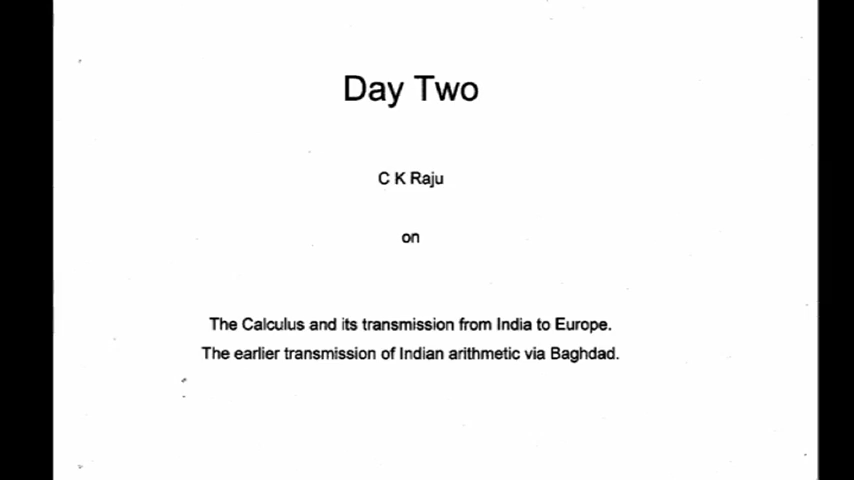 Day Two
C K Raju
on
The Calculus and its transmission from India to Europe.
The earlier transmission of Indian arithmetic via Baghdad.